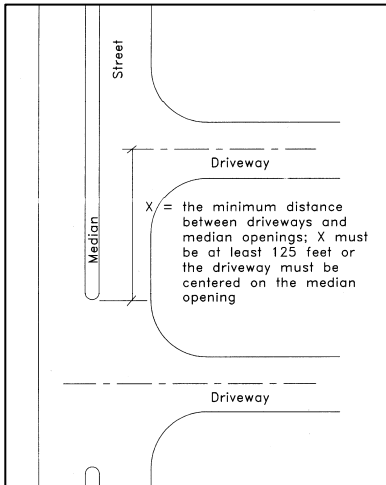 Street
Driveway
Median
X = the minimum distance
between driveways and
median openings; X must
be at least 125 feet or
the driveway must be
centered on the median
opening
Driveway